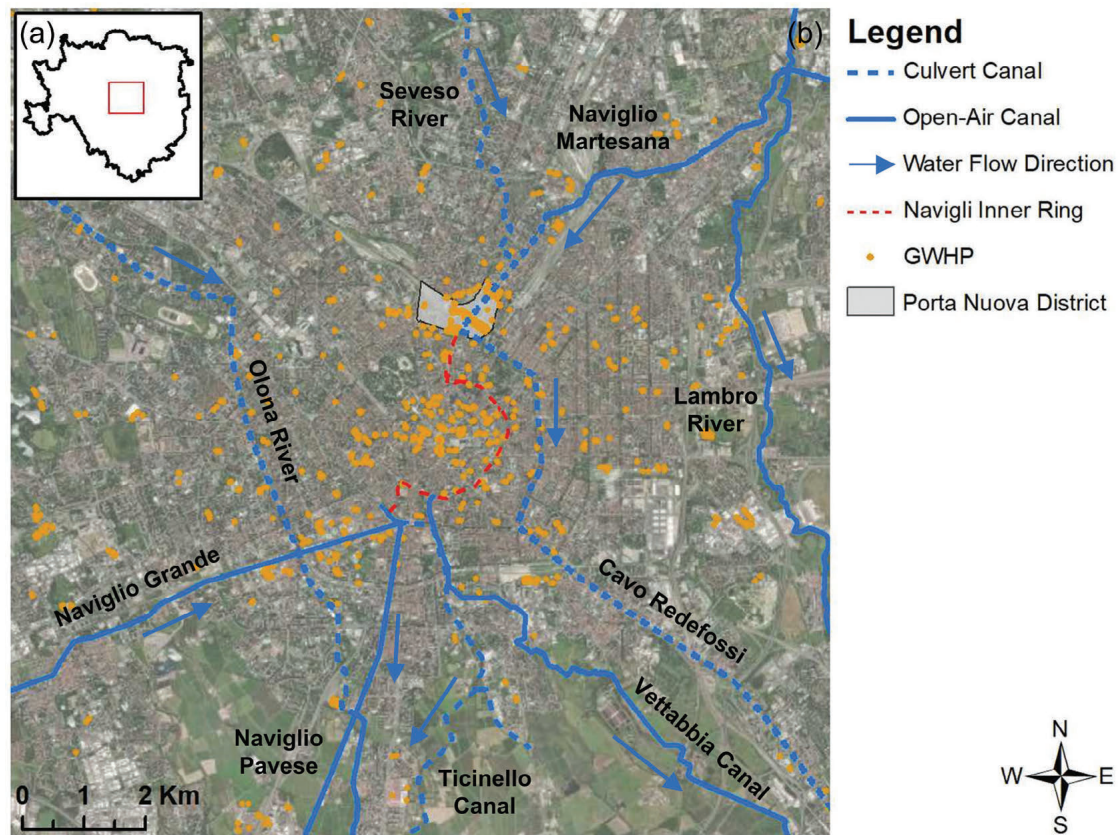 (a)
(b)
Seveso
River
Naviglio
Martesana
Olona River
Lambro
River
Naviglio Grande
Cavo Redefossi
Vettabbia Canal
Naviglio
Pavese
Ticinello
Canal
0 1 2 Km
Legend
Culvert Canal
Open-Air Canal
Water Flow Direction
Navigli Inner Ring
GWHP
Porta Nuova District
N
W E
S